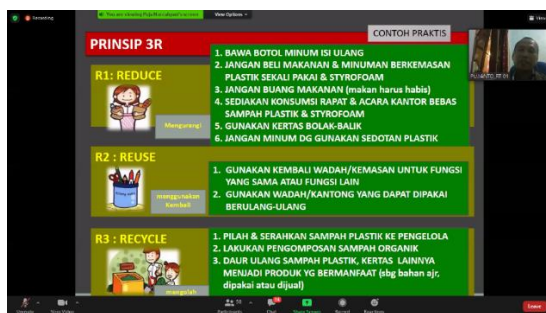 Recording
View Options
View
CONTOH PRAKTIS
PRINSIP 3R
R1: REDUCE
Mengurangi
1. BAWA BOTOL MINUM ISI ULANG
2. JANGAN BELI MAKANAN & MINUMAN BERKEMASAN
PLASTIK SEKALI PAKAI & STYROFOAM
3. JANGAN BUANG MAKANAN (makan harus habis)
4. SEDIAKAN KONSUMSI RAPAT & ACARA KANTOR BEBAS
SAMPAH PLASTIK & STYROFOAM
5. GUNAKAN KERTAS BOLAK-BALIK
6. JANGAN MINUM DG GUNAKAN SEDOTAN PLASTIK
R2 : REUSE
menggunakan
Kembali
1. GUNAKAN KEMBALI WADAH/KEMASAN UNTUK FUNGSI
YANG SAMA ATAU FUNGSI LAIN
2. GUNAKAN WADAH/KANTONG YANG DAPAT DIPAKAI
BERULANG-ULANG
R3 : RECYCLE
mengolah
1. PILAH & SERAHKAN SAMPAH PLASTIK KE PENGELOLA
2. LAKUKAN PENGOMPOSAN SAMPAH ORGANIK
3. DAUR ULANG SAMPAH PLASTIK, KERTAS LAINNYA
MENJADI PRODUK YG BERMANFAAT (sbg bahan ajr,
dipakai atau dijual)
Participants
Chat
Share Screen
Record
Reactions
Leave